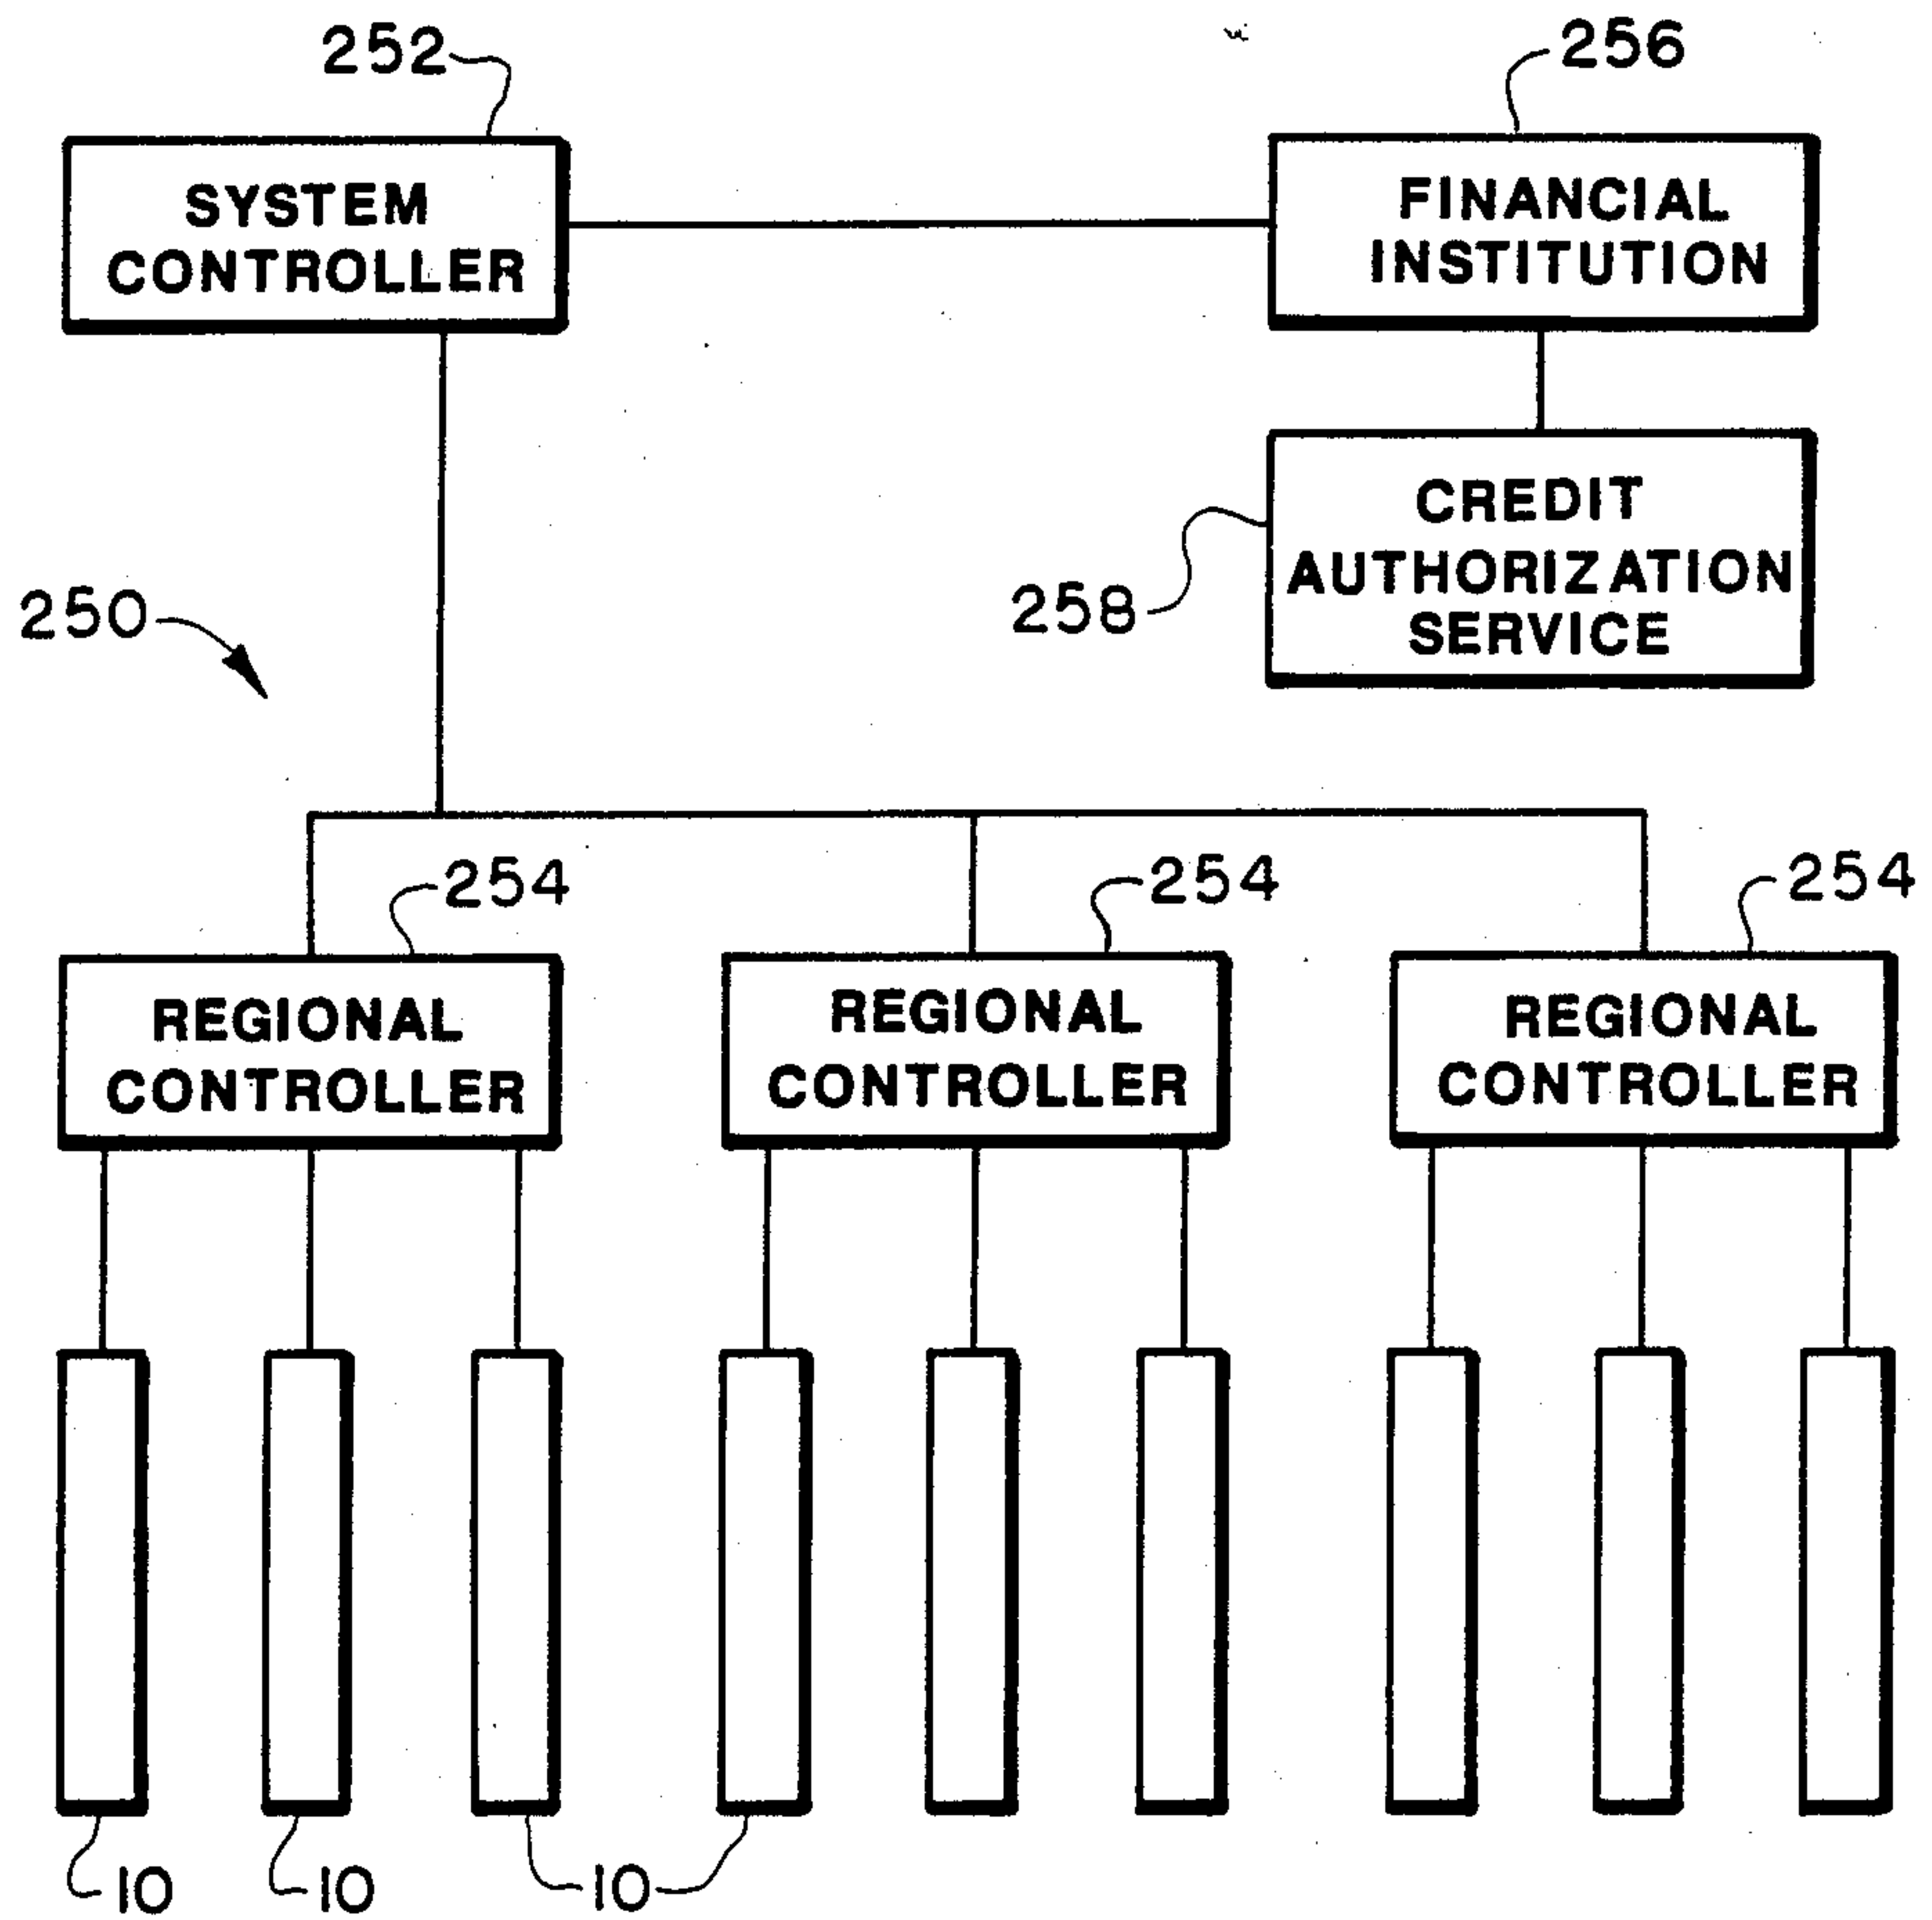 252
256
SYSTEM
CONTROLLER
FINANCIAL
INSTITUTION
CREDIT
AUTHORIZATION
SERVICE
258
250
254
254
254
REGIONAL
CONTROLLER
REGIONAL
CONTROLLER
REGIONAL
CONTROLLER
10
10
10